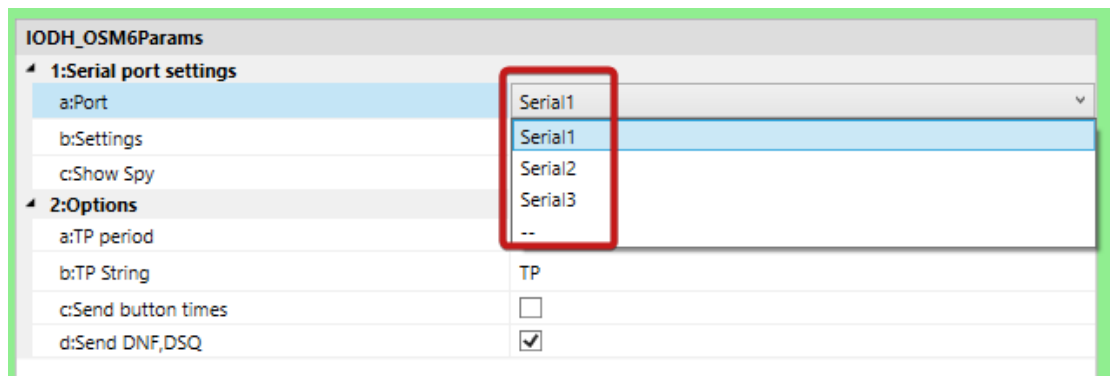 IODH_OSM6Params
1:Serial port settings
a:Port Serial1
Serial1
b:Settings
Serial2
c:Show Spy
Serial3
2:Options
--
a:TP period
b:TP String TP
c:Send button times
d:Send DNF,DSQ